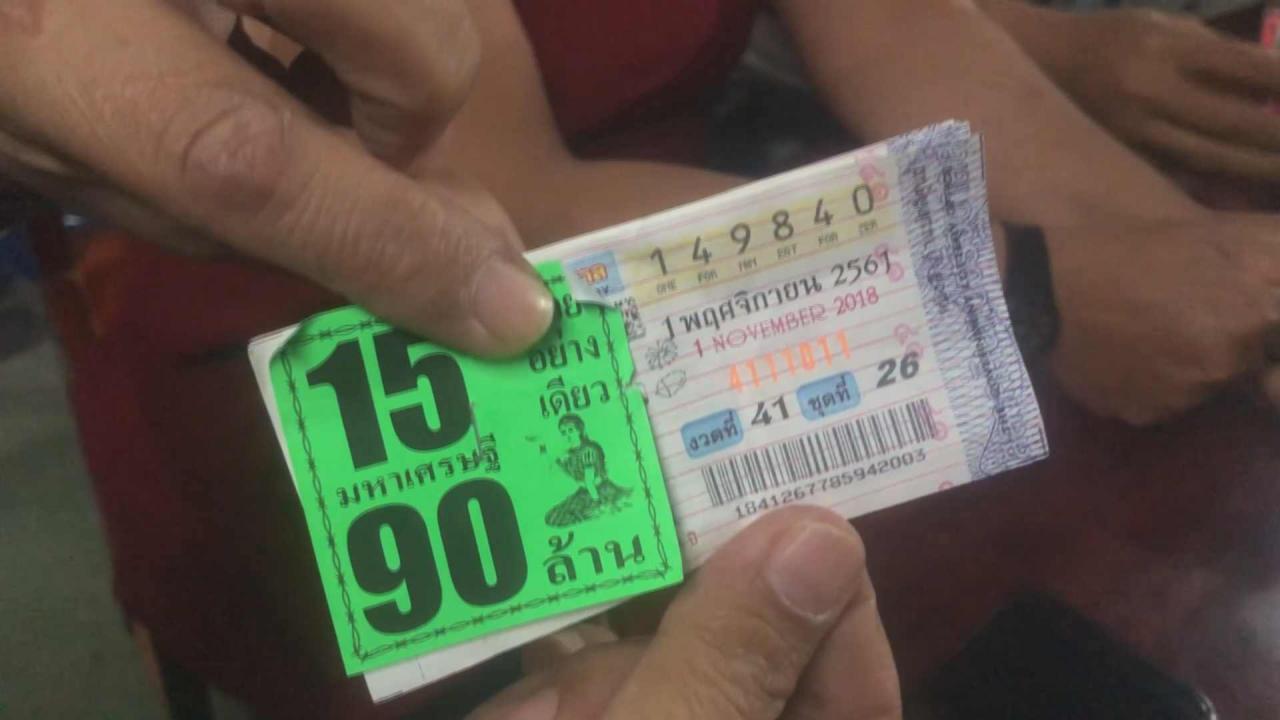 149840
ONE FOR NIN EGT FOR ZER
1 พฤศจิกายน 2561
1 NOVEMBER 2018
4111011
งวดที่ 41 ชุดที่ 26
1841267785942003
15
อย่าง
เดียว
มหาเศรษฐี
90
ล้าน